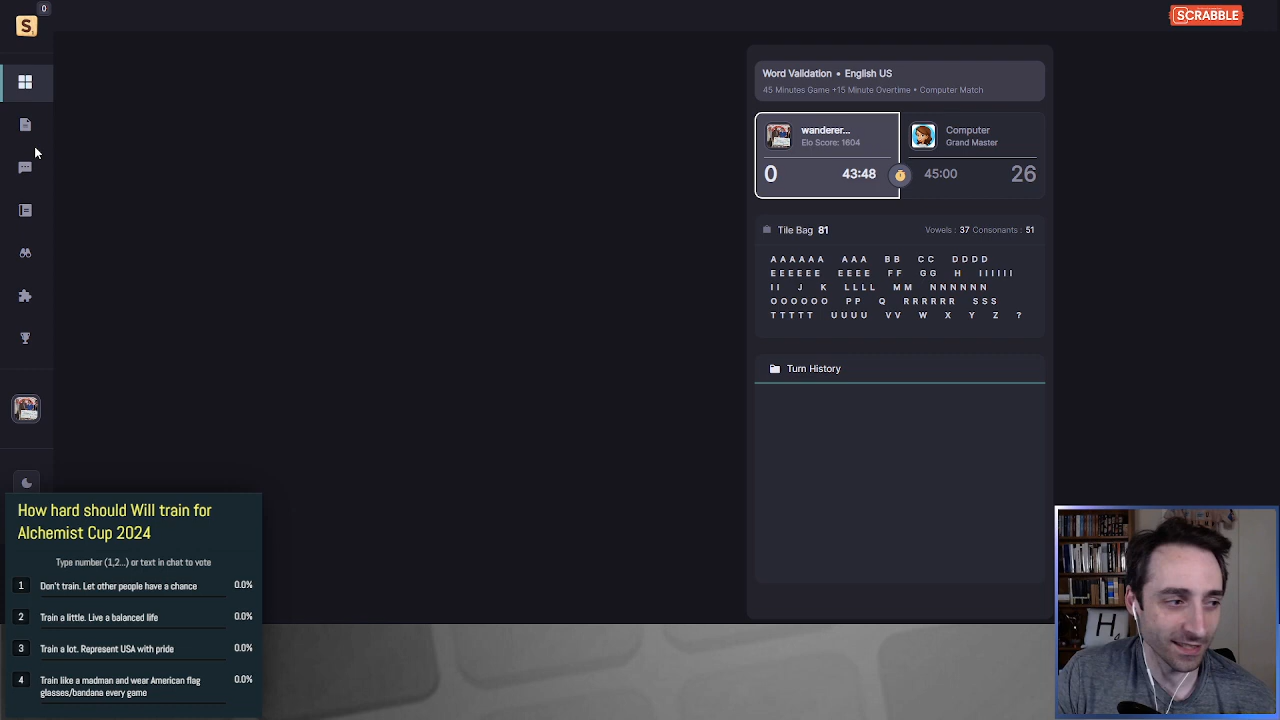 S
0
SCRABBLE
Word Validation • English US
45 Minutes Game +15 Minute Overtime • Computer Match
wanderer...
Elo Score: 1604
0
43:48
Computer
Grand Master
45:00
26
Tile Bag 81
Vowels : 37 Consonants : 51
A A A A A A A A A B B C C D D D D
E E E E E E E E E E F F G G H I I I I I I
I I J K L L L L M M N N N N N N
O O O O O O P P Q R R R R R R S S S
T T T T T U U U U V V W X Y Z ?
Turn History
How hard should Will train for
Alchemist Cup 2024
Type number (1,2...) or text in chat to vote
1 Don't train. Let other people have a chance 0.0%
2 Train a little. Live a balanced life 0.0%
3 Train a lot. Represent USA with pride 0.0%
4 Train like a madman and wear American flag 0.0%
glasses/bandana every game
H